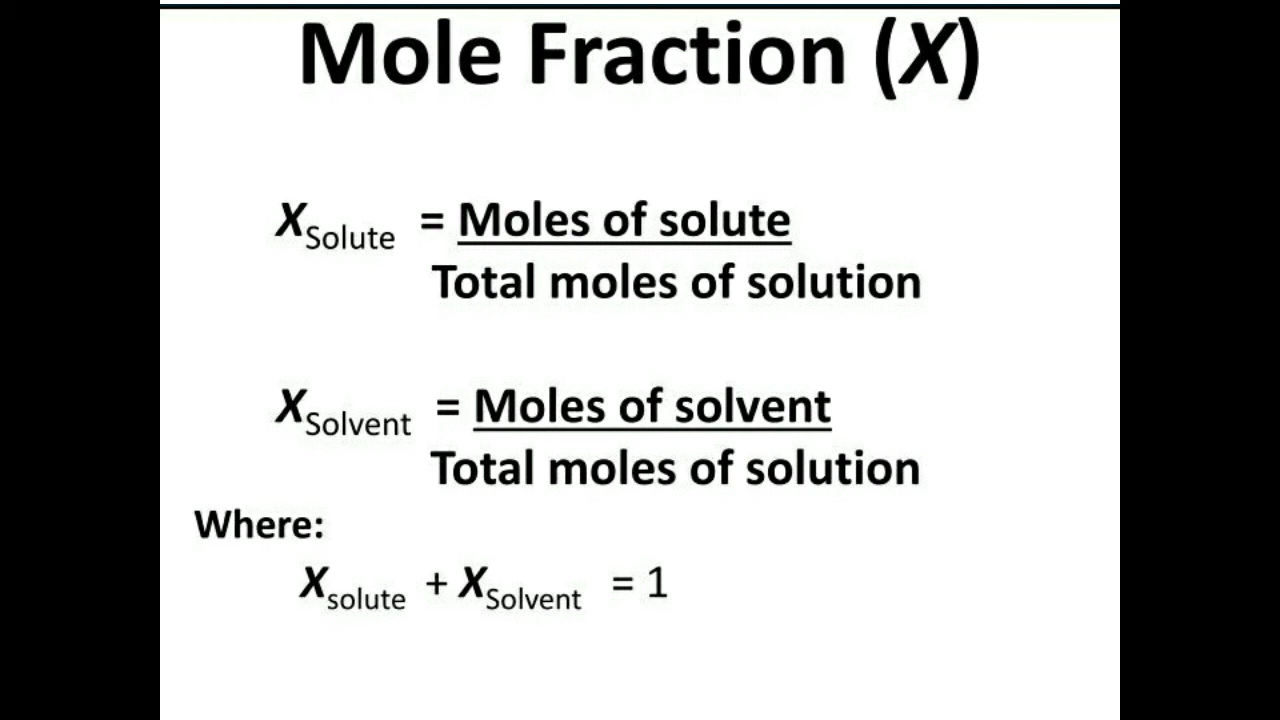 Mole Fraction (X)
XSolute = Moles of solute
Total moles of solution
XSolvent = Moles of solvent
Total moles of solution
Where:
Xsolute + XSolvent = 1